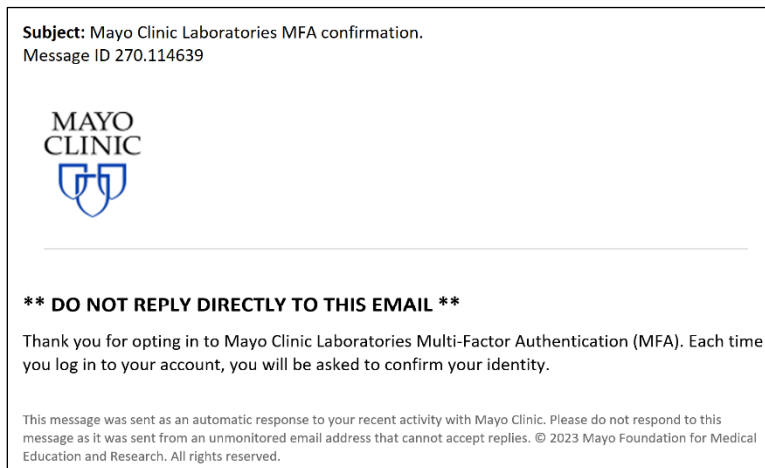 Subject: Mayo Clinic Laboratories MFA confirmation.
Message ID 270.114639
MAYO
CLINIC
** DO NOT REPLY DIRECTLY TO THIS EMAIL **
Thank you for opting in to Mayo Clinic Laboratories Multi-Factor Authentication (MFA). Each time
you log in to your account, you will be asked to confirm your identity.
This message was sent as an automatic response to your recent activity with Mayo Clinic. Please do not respond to this
message as it was sent from an unmonitored email address that cannot accept replies. © 2023 Mayo Foundation for Medical
Education and Research. All rights reserved.